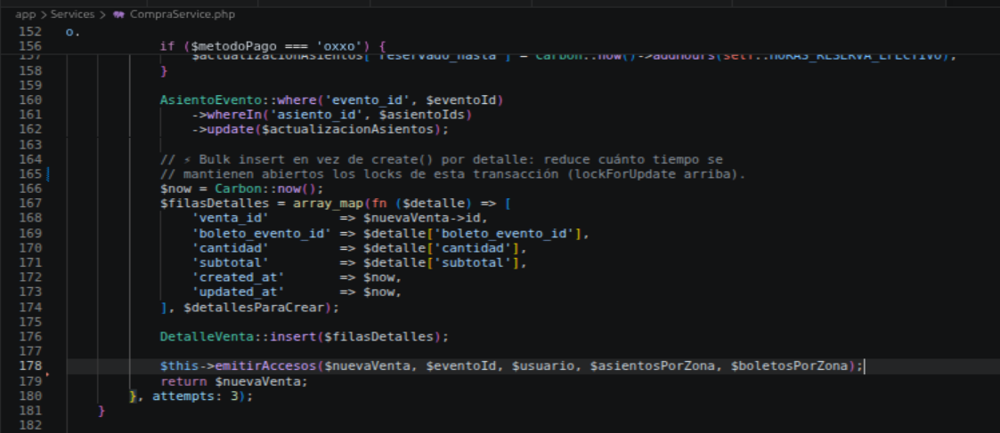 app > Services > CompraService.php
152 o.
156 if ($metodoPago === 'oxxo') {
157 $actualizacionAsientos['reservado_hasta'] = Carbon::now()->addHours(self::HORAS_RESERVA_EFECTIVO);
158 }
159
160 AsientoEvento::where('evento_id', $eventoId)
161 ->whereIn('asiento_id', $asientoIds)
162 ->update($actualizacionAsientos);
163
164 // ⚡ Bulk insert en vez de create() por detalle: reduce cuánto tiempo se
165 // mantienen abiertos los locks de esta transacción (lockForUpdate arriba).
166 $now = Carbon::now();
167 $filasDetalles = array_map(fn ($detalle) => [
168 'venta_id' => $nuevaVenta->id,
169 'boleto_evento_id' => $detalle['boleto_evento_id'],
170 'cantidad' => $detalle['cantidad'],
171 'subtotal' => $detalle['subtotal'],
172 'created_at' => $now,
173 'updated_at' => $now,
174 ], $detallesParaCrear);
175
176 DetalleVenta::insert($filasDetalles);
177
178 $this->emitirAccesos($nuevaVenta, $eventoId, $usuario, $asientosPorZona, $boletosPorZona);
179 return $nuevaVenta;
180 }, attempts: 3);
181 }
182